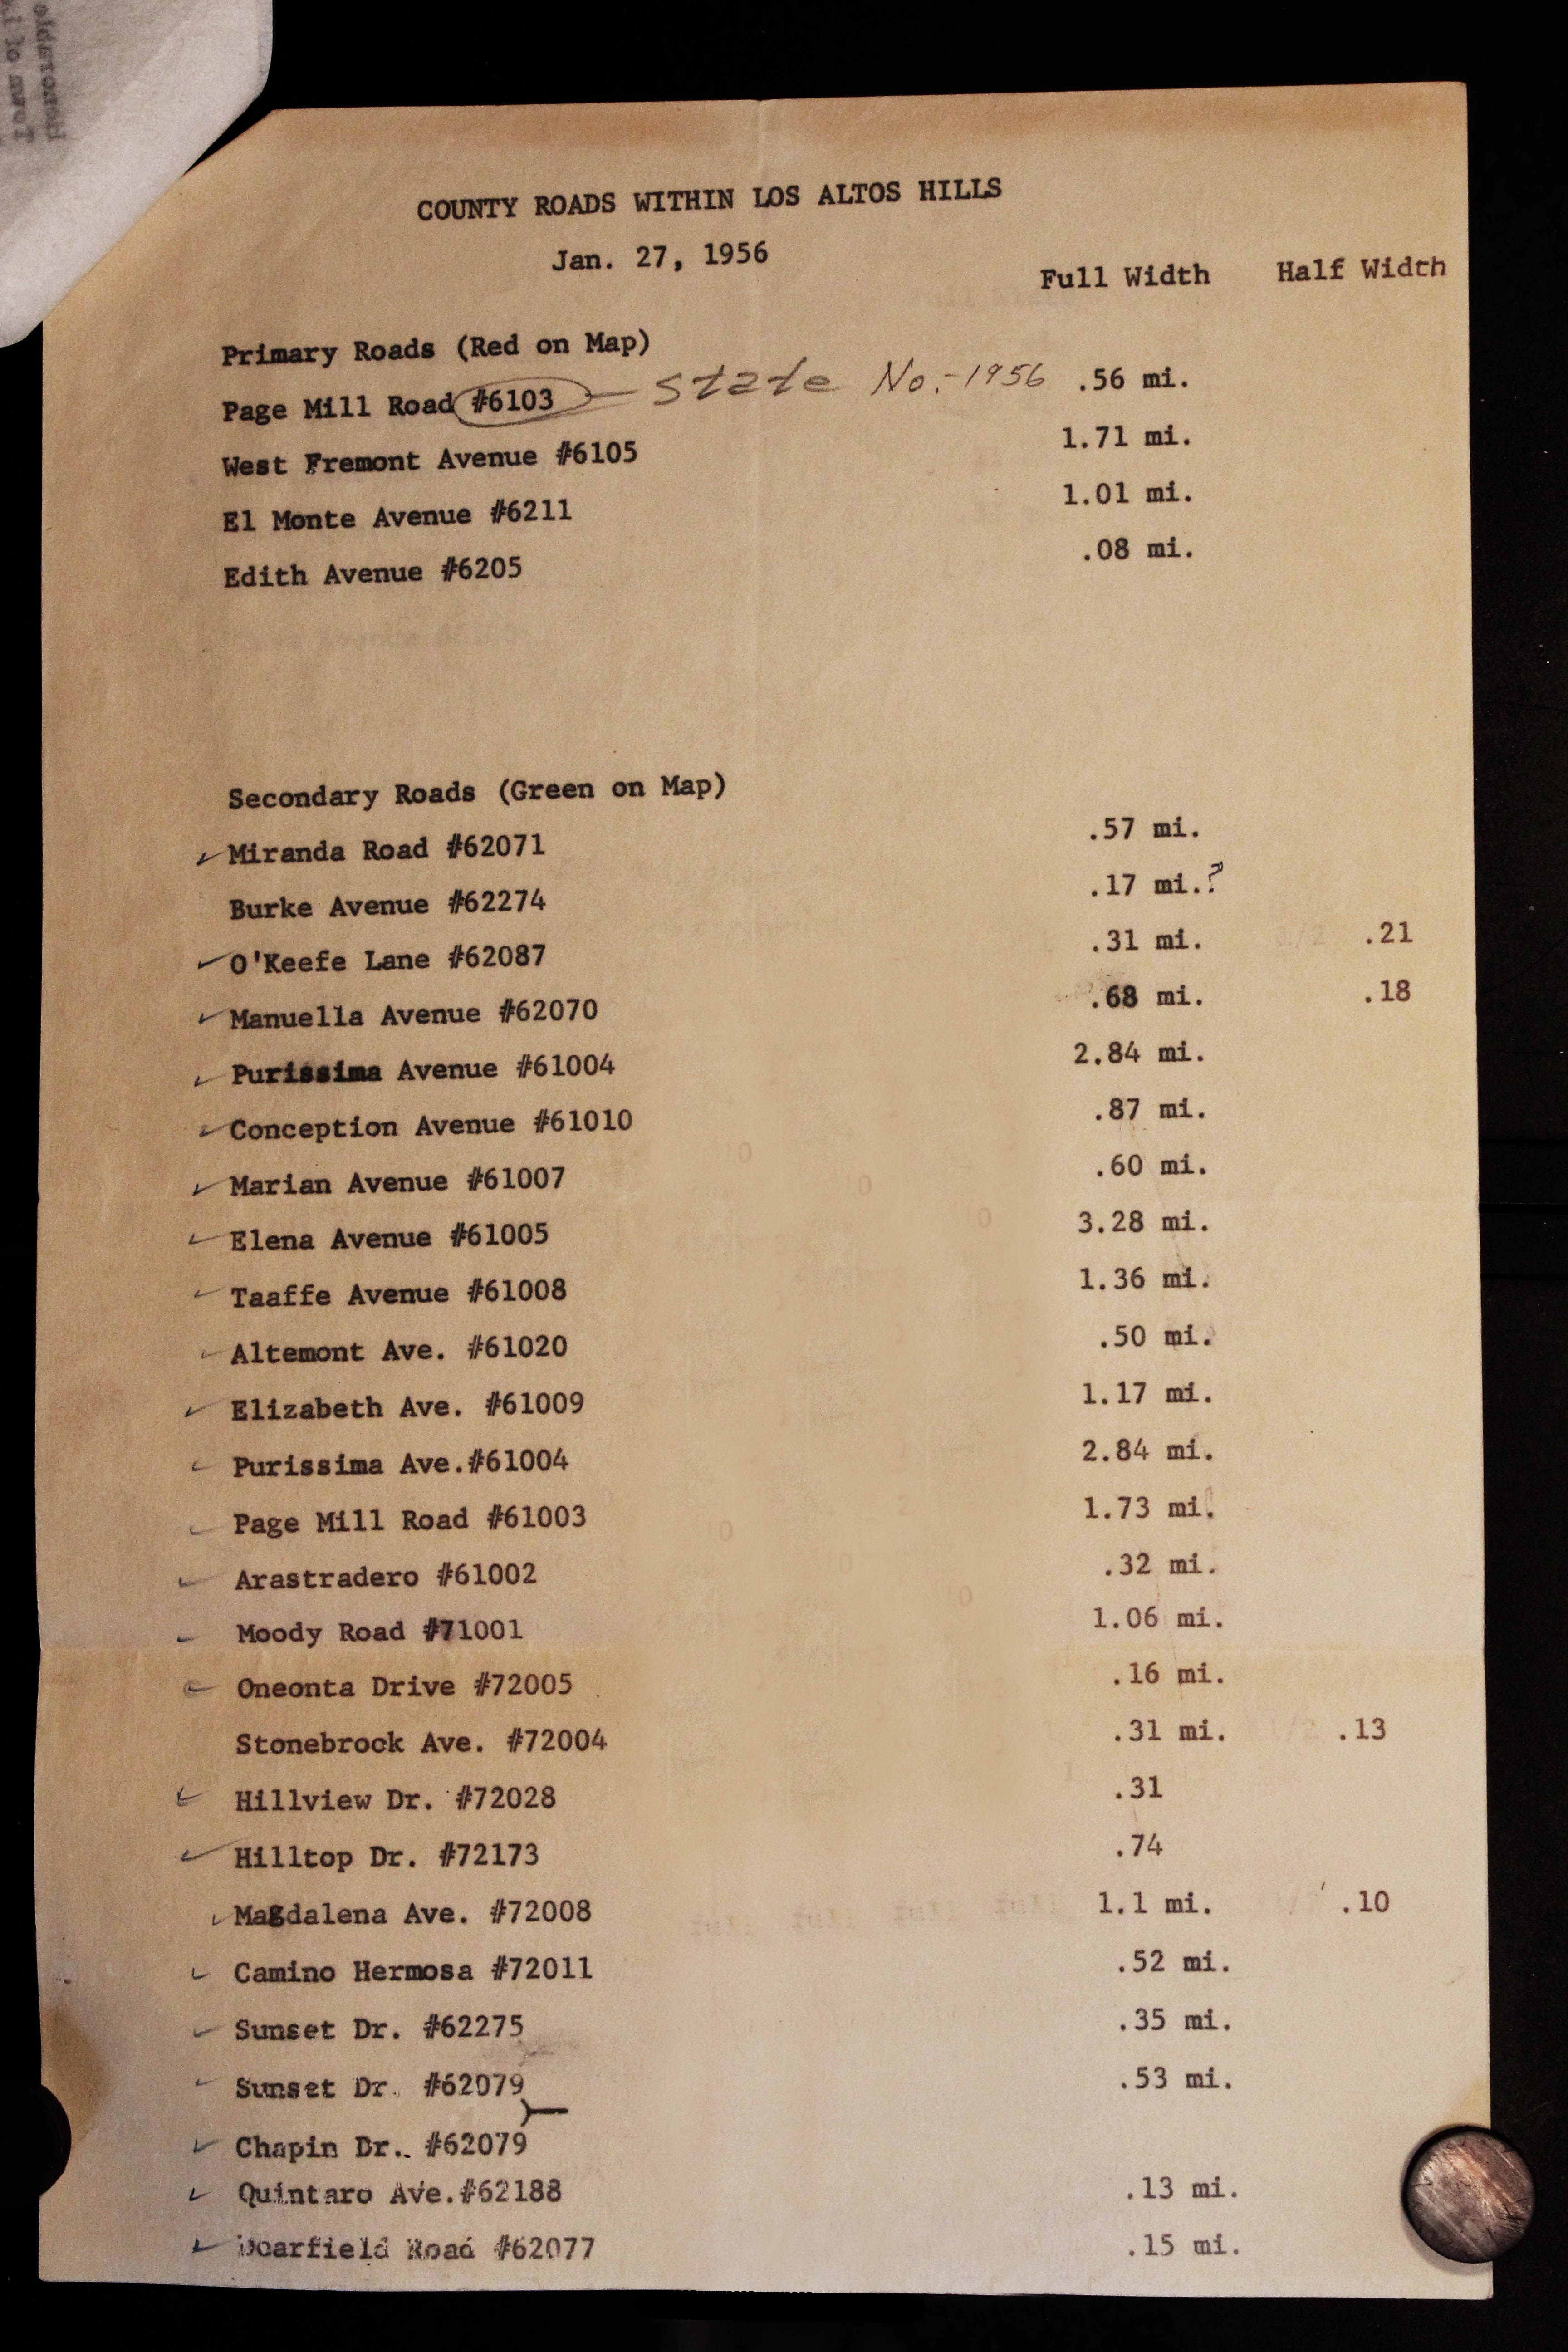 COUNTY ROADS WITHIN LOS ALTOS HILLS
Jan. 27, 1956
Full Width Half Width
Primary Roads (Red on Map)
Page Mill Road #6103 — State No.-1956 .56 mi.
West Fremont Avenue #6105 1.71 mi.
El Monte Avenue #6211 1.01 mi.
Edith Avenue #6205 .08 mi.
Secondary Roads (Green on Map)
✓ Miranda Road #62071 .57 mi.
Burke Avenue #62274 .17 mi.?
✓ O'Keefe Lane #62087 .31 mi. .21
✓ Manuella Avenue #62070 .68 mi. .18
✓ Purissima Avenue #61004 2.84 mi.
✓ Conception Avenue #61010 .87 mi.
✓ Marian Avenue #61007 .60 mi.
✓ Elena Avenue #61005 3.28 mi.
✓ Taaffe Avenue #61008 1.36 mi.
✓ Altemont Ave. #61020 .50 mi.
✓ Elizabeth Ave. #61009 1.17 mi.
✓ Purissima Ave.#61004 2.84 mi.
✓ Page Mill Road #61003 1.73 mi.
✓ Arastradero #61002 .32 mi.
✓ Moody Road #71001 1.06 mi.
✓ Oneonta Drive #72005 .16 mi.
Stonebrock Ave. #72004 .31 mi. .13
✓ Hillview Dr. #72028 .31
✓ Hilltop Dr. #72173 .74
✓ Magdalena Ave. #72008 1.1 mi. .10
✓ Camino Hermosa #72011 .52 mi.
✓ Sunset Dr. #62275 .35 mi.
✓ Sunset Dr. #62079 .53 mi.
✓ Chapin Dr. #62079
✓ Quintaro Ave.#62188 .13 mi.
✓ Road #62077 .15 mi.